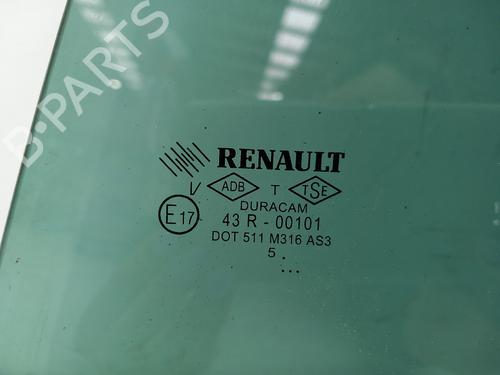 B-PARTS
RENAULT
V ADB T TSE
DURACAM
E17 43 R - 00101
DOT 511 M316 AS3
5 .
...